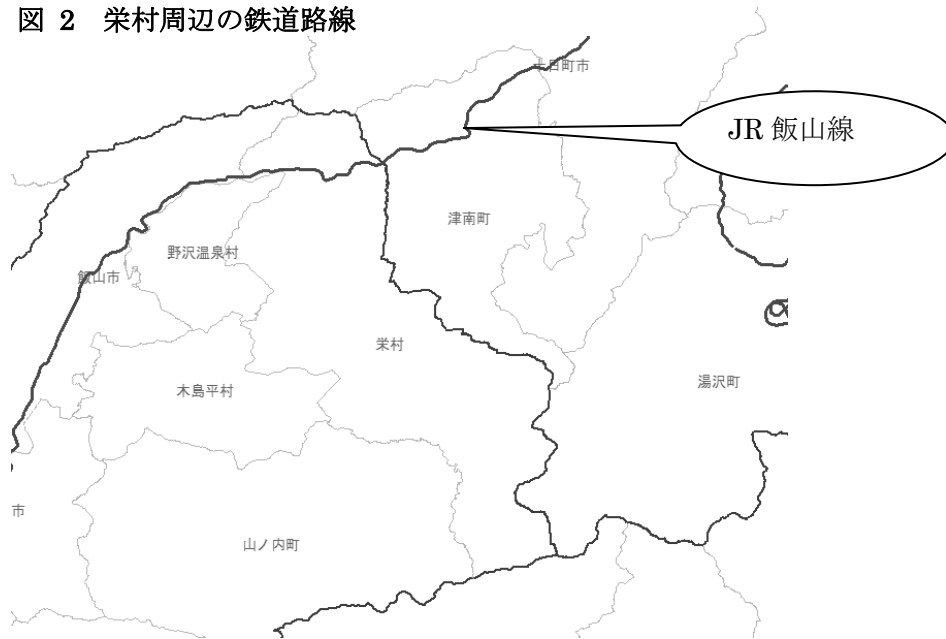 図 2 栄村周辺の鉄道路線
十日町市
JR 飯山線
津南町
野沢温泉村
飯山市
栄村
湯沢町
木島平村
市
山ノ内町